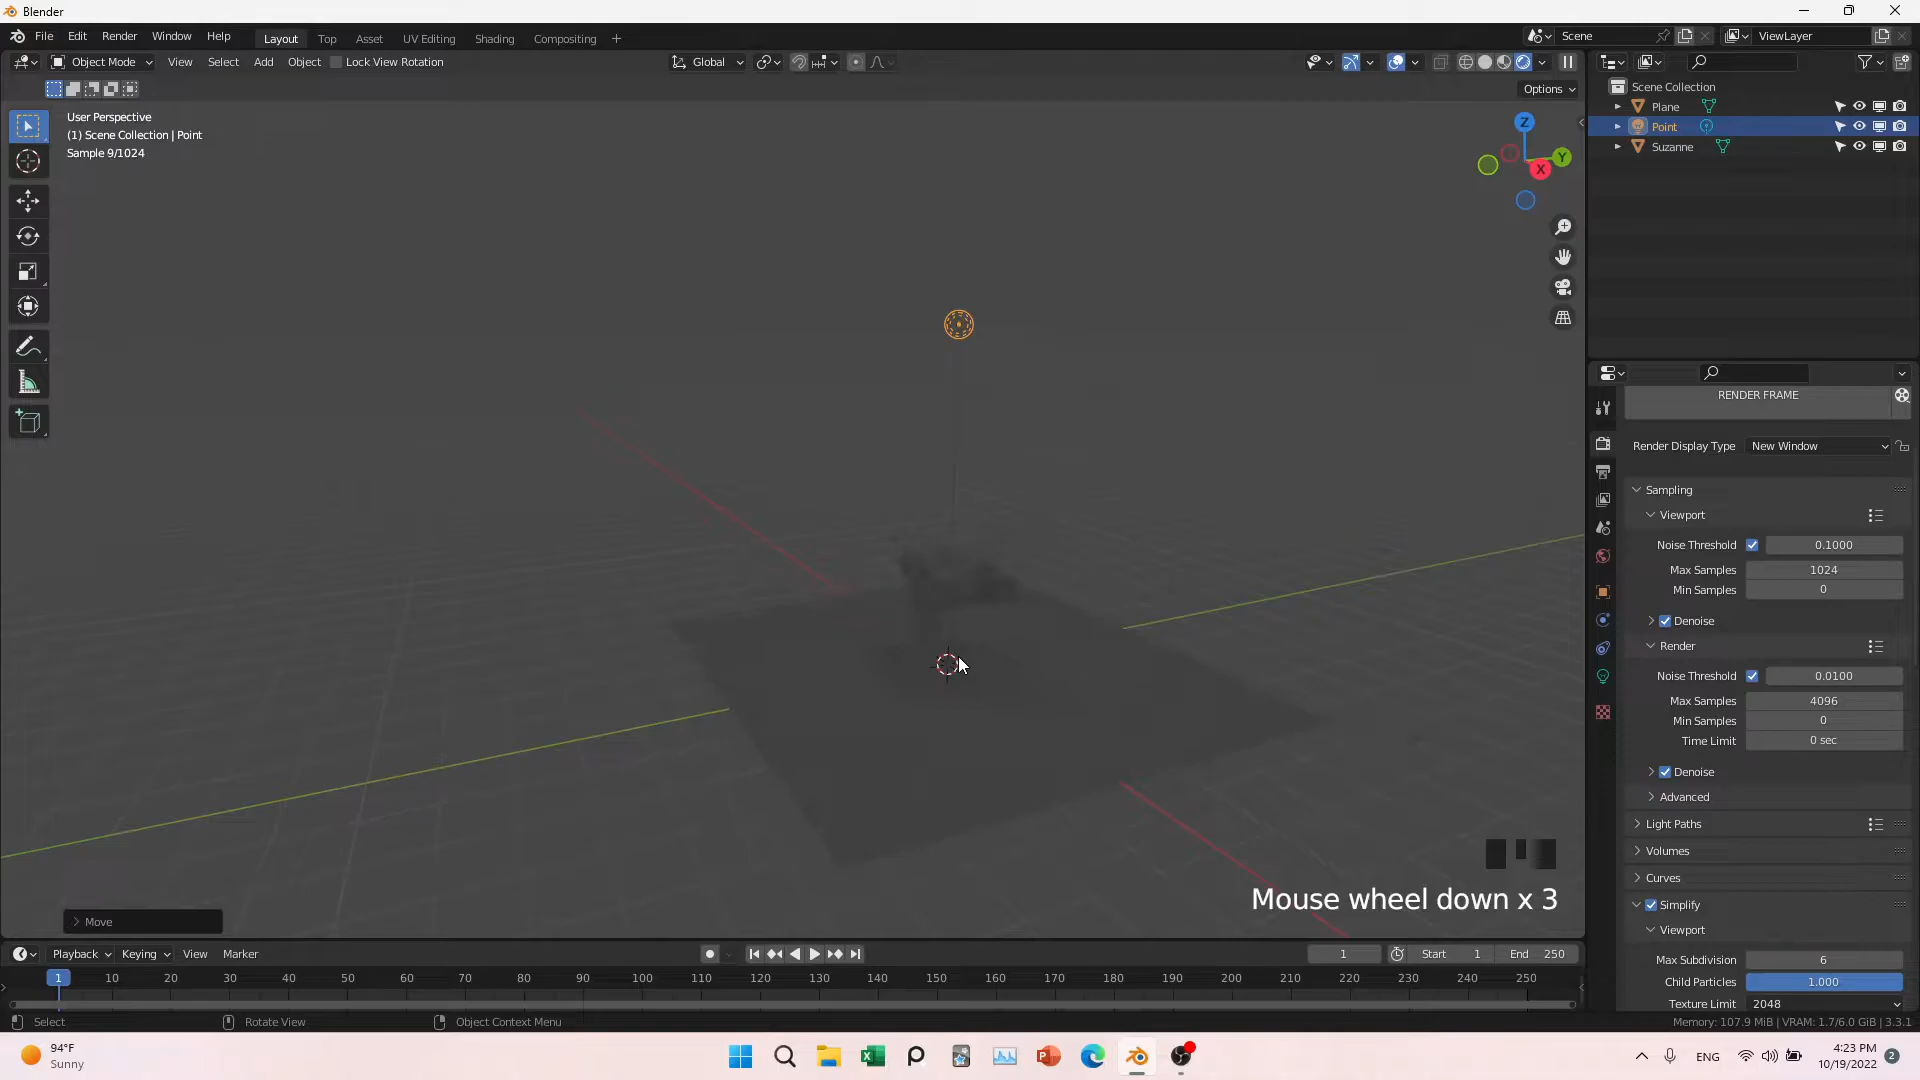 Blender
File Edit Render Window Help
Layout Top Asset UV Editing Shading Compositing
Scene
ViewLayer
Object Mode View Select Add Object Lock View Rotation
Global
Options
User Perspective
(1) Scene Collection | Point
Sample 9/1024
Z
Y
X
Scene Collection
Plane
Point
Suzanne
RENDER FRAME
Render Display Type New Window
Sampling
Viewport
Noise Threshold 0.1000
Max Samples 1024
Min Samples 0
Denoise
Render
Noise Threshold 0.0100
Max Samples 4096
Min Samples 0
Time Limit 0 sec
Denoise
Advanced
Light Paths
Volumes
Curves
Simplify
Viewport
Max Subdivision 6
Child Particles 1.000
Texture Limit 2048
Mouse wheel down x 3
Move
Playback Keying View Marker
1 Start 1 End 250
1 10 20 30 40 50 60 70 80 90 100 110 120 130 140 150 160 170 180 190 200 210 220 230 240 250
Select Rotate View Object Context Menu
Memory: 107.9 MiB | VRAM: 1.7/6.0 GiB | 3.3.1
94°F
Sunny
ENG
4:23 PM
10/19/2022
2